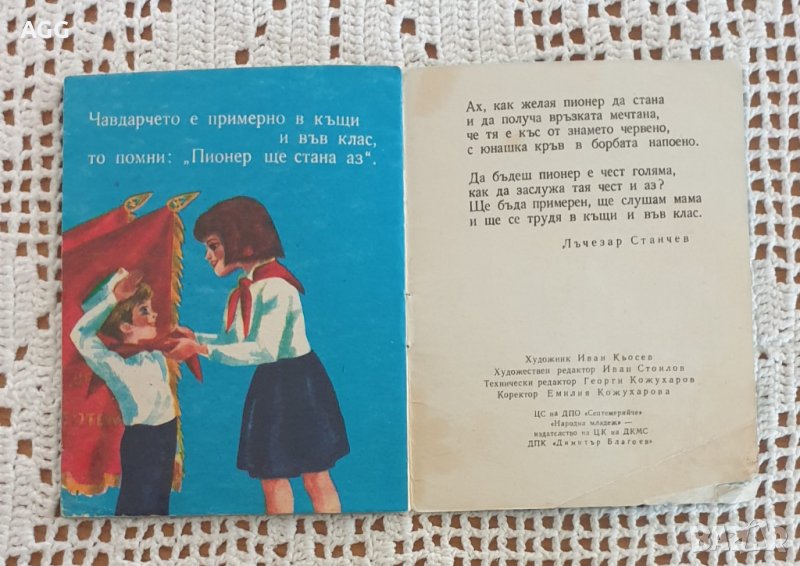 AGG
Чавдарчето е примерно в къщи
и във клас,
то помни: „Пионер ще стана аз“.
Ах, как желая пионер да стана
и да получа връзката мечтана,
че тя е къс от знамето червено,
с юнашка кръв в борбата напоено.
Да бъдеш пионер е чест голяма,
как да заслужа тая чест и аз?
Ще бъда примерен, ще слушам мама
и ще се трудя в къщи и във клас.
Лъчезар Станчев
Художник Иван Кьосев
Художествен редактор Иван Стоилов
Технически редактор Георги Кожухаров
Коректор Емилия Кожухарова
ЦС на ДПО «Септемврийче»
«Народна младеж» —
издателство на ЦК на ДКМС
ДПК «Димитър Благоев»